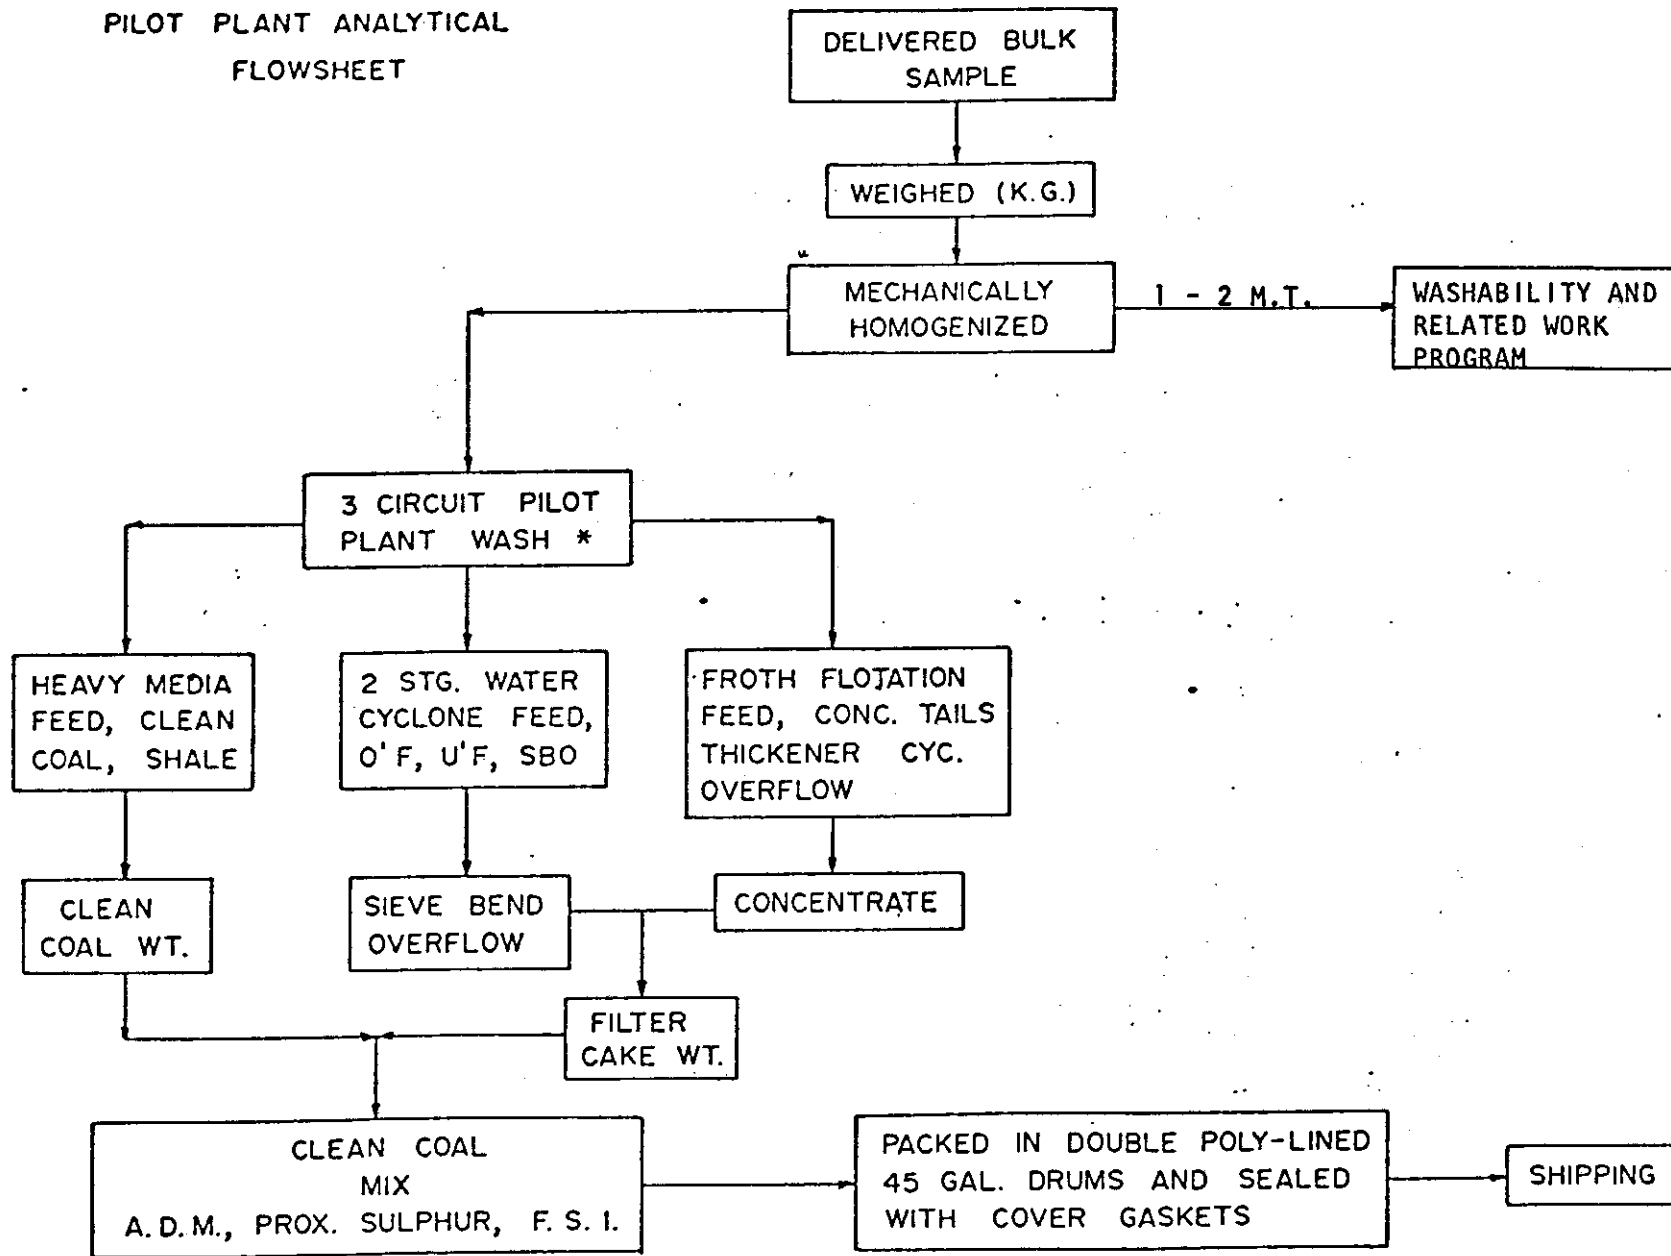 PILOT PLANT ANALYTICAL
FLOWSHEET
DELIVERED BULK
SAMPLE
WEIGHED (K.G.)
MECHANICALLY
HOMOGENIZED
1 - 2 M.T.
WASHABILITY AND
RELATED WORK
PROGRAM
3 CIRCUIT PILOT
PLANT WASH *
HEAVY MEDIA
FEED, CLEAN
COAL, SHALE
2 STG. WATER
CYCLONE FEED,
O'F, U'F, SBO
FROTH FLOTATION
FEED, CONC. TAILS
THICKENER CYC.
OVERFLOW
CLEAN
COAL WT.
SIEVE BEND
OVERFLOW
CONCENTRATE
FILTER
CAKE WT.
CLEAN COAL
MIX
A.D.M., PROX. SULPHUR, F.S.I.
PACKED IN DOUBLE POLY-LINED
45 GAL. DRUMS AND SEALED
WITH COVER GASKETS
SHIPPING